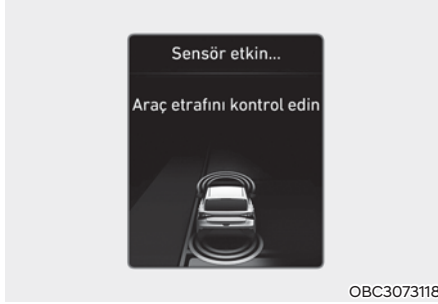 Sensör etkin...
Araç etrafını kontrol edin
OBC3073118